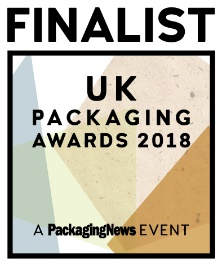 FINALIST
UK
PACKAGING
AWARDS 2018
A PackagingNews EVENT